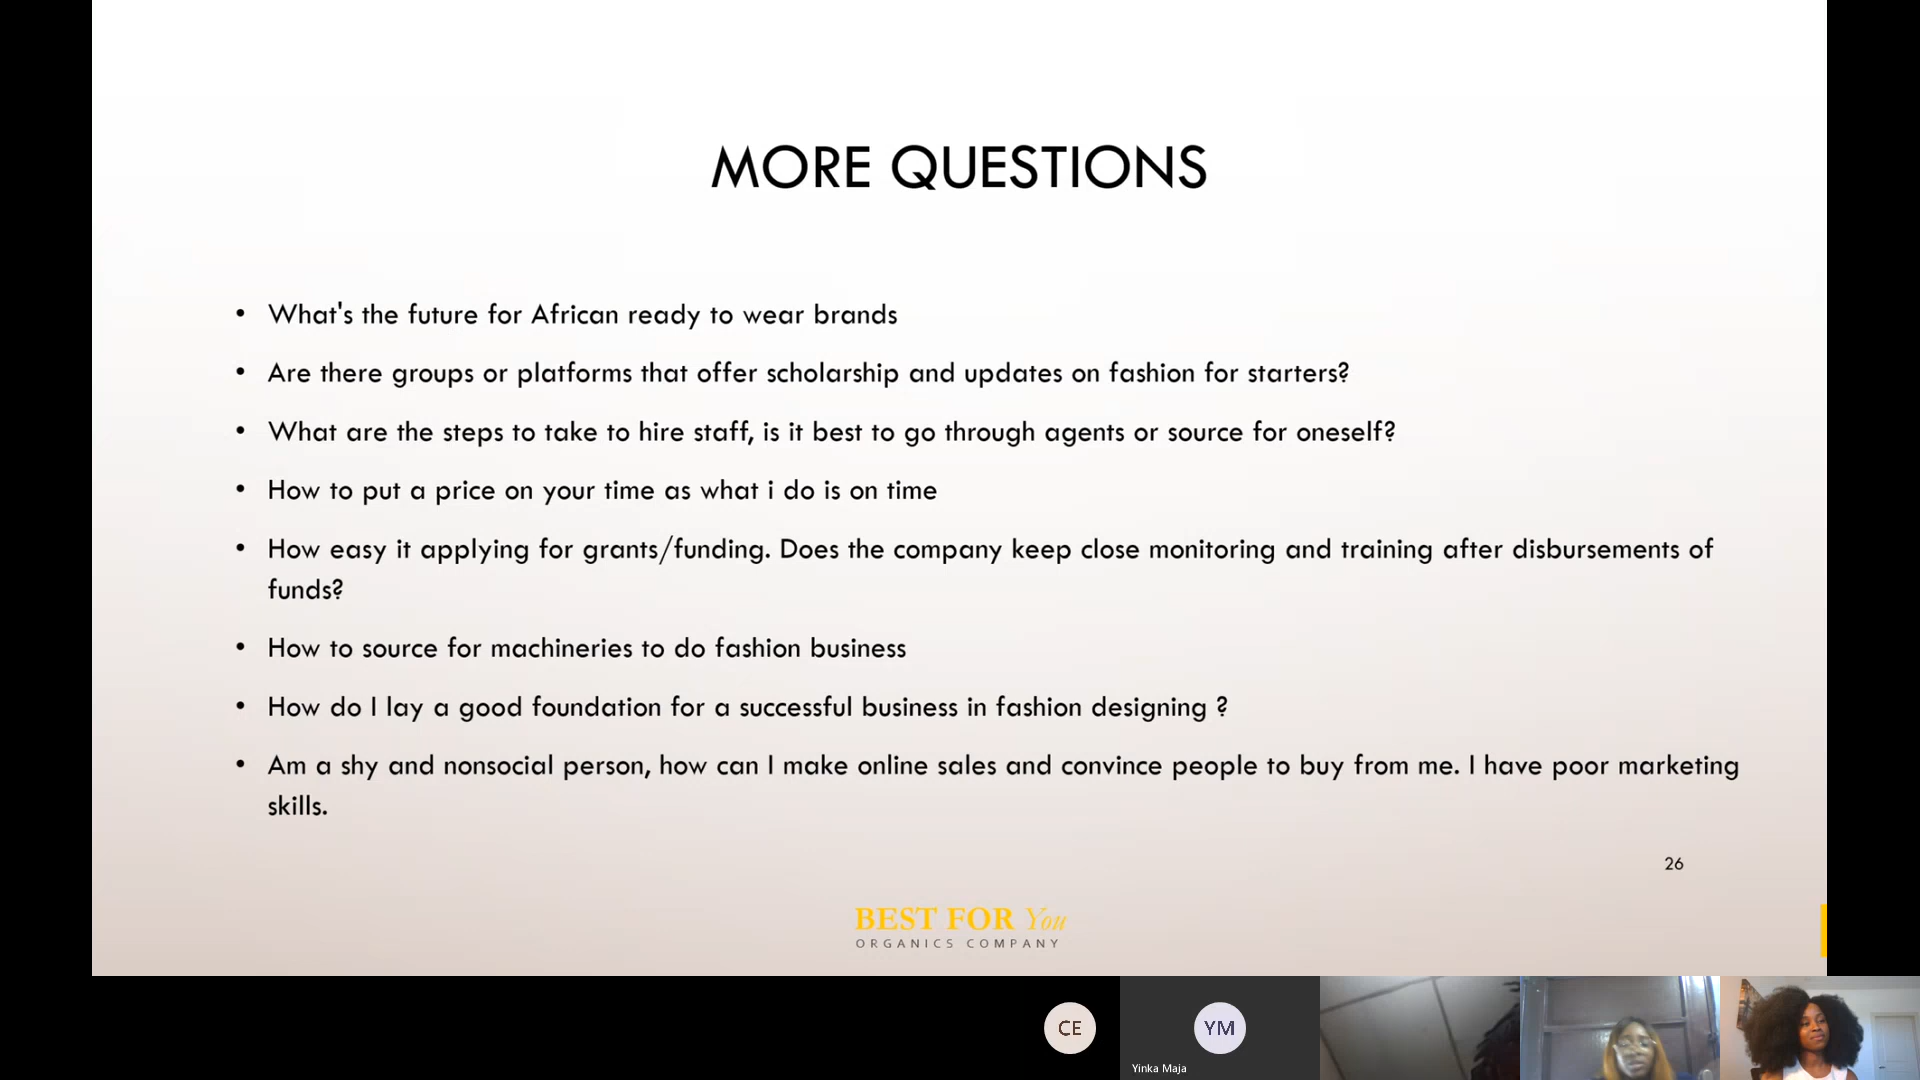 MORE QUESTIONS
• What's the future for African ready to wear brands
• Are there groups or platforms that offer scholarship and updates on fashion for starters?
• What are the steps to take to hire staff, is it best to go through agents or source for oneself?
• How to put a price on your time as what i do is on time
• How easy it applying for grants/funding. Does the company keep close monitoring and training after disbursements of
funds?
• How to source for machineries to do fashion business
• How do I lay a good foundation for a successful business in fashion designing ?
• Am a shy and nonsocial person, how can I make online sales and convince people to buy from me. I have poor marketing
skills.
26
BEST FOR You
ORGANICS COMPANY
CE
YM
Yinka Maja